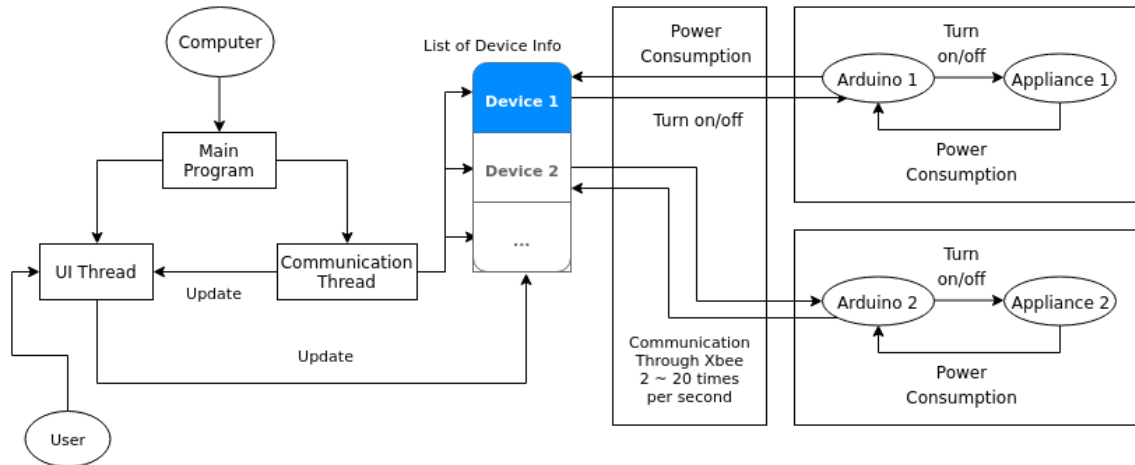 Computer
Main
Program
UI Thread
Communication
Thread
Update
Update
User
List of Device Info
Device 1
Device 2
...
Power
Consumption
Turn on/off
Communication
Through Xbee
2 ~ 20 times
per second
Arduino 1
Turn
on/off
Appliance 1
Power
Consumption
Arduino 2
Turn
on/off
Appliance 2
Power
Consumption